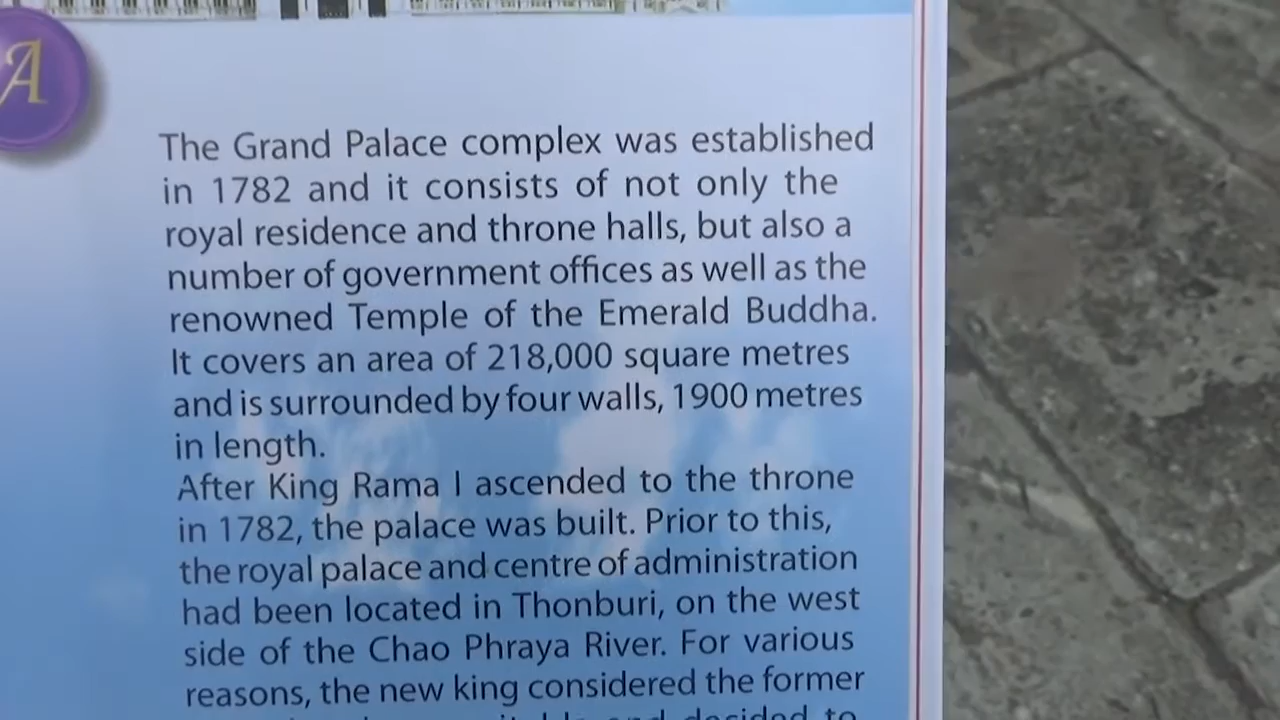 A
The Grand Palace complex was established
in 1782 and it consists of not only the
royal residence and throne halls, but also a
number of government offices as well as the
renowned Temple of the Emerald Buddha.
It covers an area of 218,000 square metres
and is surrounded by four walls, 1900 metres
in length.
After King Rama I ascended to the throne
in 1782, the palace was built. Prior to this,
the royal palace and centre of administration
had been located in Thonburi, on the west
side of the Chao Phraya River. For various
reasons, the new king considered the former
and decided to